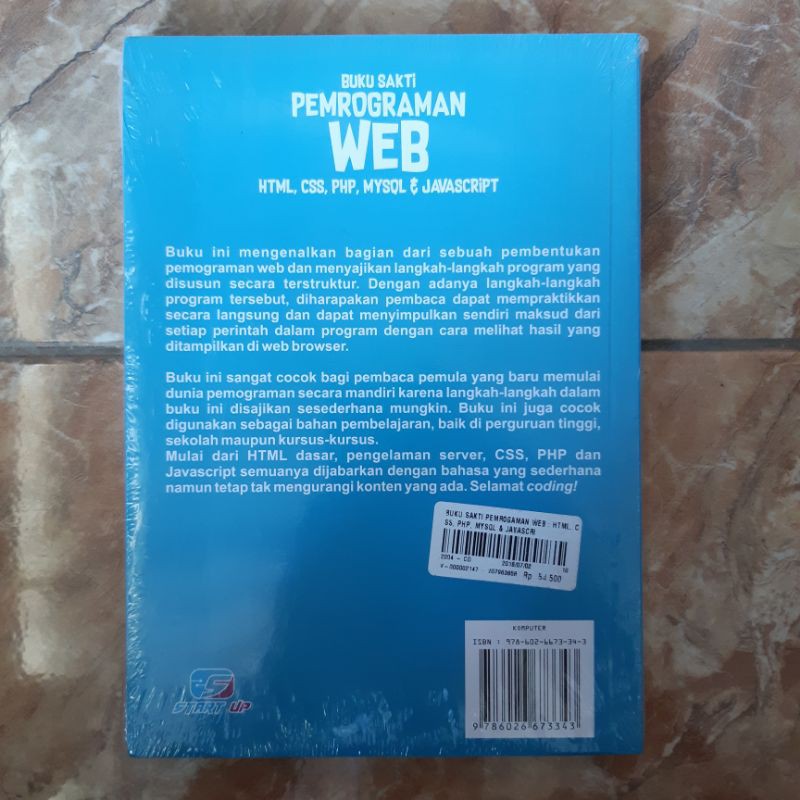 BUKU SAKTI
PEMROGRAMAN
WEB
HTML, CSS, PHP, MYSQL & JAVASCRIPT
Buku ini mengenalkan bagian dari sebuah pembentukan
pemograman web dan menyajikan langkah-langkah program yang
disusun secara terstruktur. Dengan adanya langkah-langkah
program tersebut, diharapakan pembaca dapat mempraktikkan
secara langsung dan dapat menyimpulkan sendiri maksud dari
setiap perintah dalam program dengan cara melihat hasil yang
ditampilkan di web browser.
Buku ini sangat cocok bagi pembaca pemula yang baru memulai
dunia pemograman secara mandiri karena langkah-langkah dalam
buku ini disajikan sesederhana mungkin. Buku ini juga cocok
digunakan sebagai bahan pembelajaran, baik di perguruan tinggi,
sekolah maupun kursus-kursus.
Mulai dari HTML dasar, pengelaman server, CSS, PHP dan
Javascript semuanya dijabarkan dengan bahasa yang sederhana
namun tetap tak mengurangi konten yang ada. Selamat coding!
BUKU SAKTI PEMROGAMAN WEB : HTML, C
SS, PHP, MYSQL & JAVASCRI
2204 - CO 2018/07/02 10
V-000002147 Rp. 54,500
KOMPUTER
ISBN : 978-602-6673-34-3
9 786026 673343
START UP